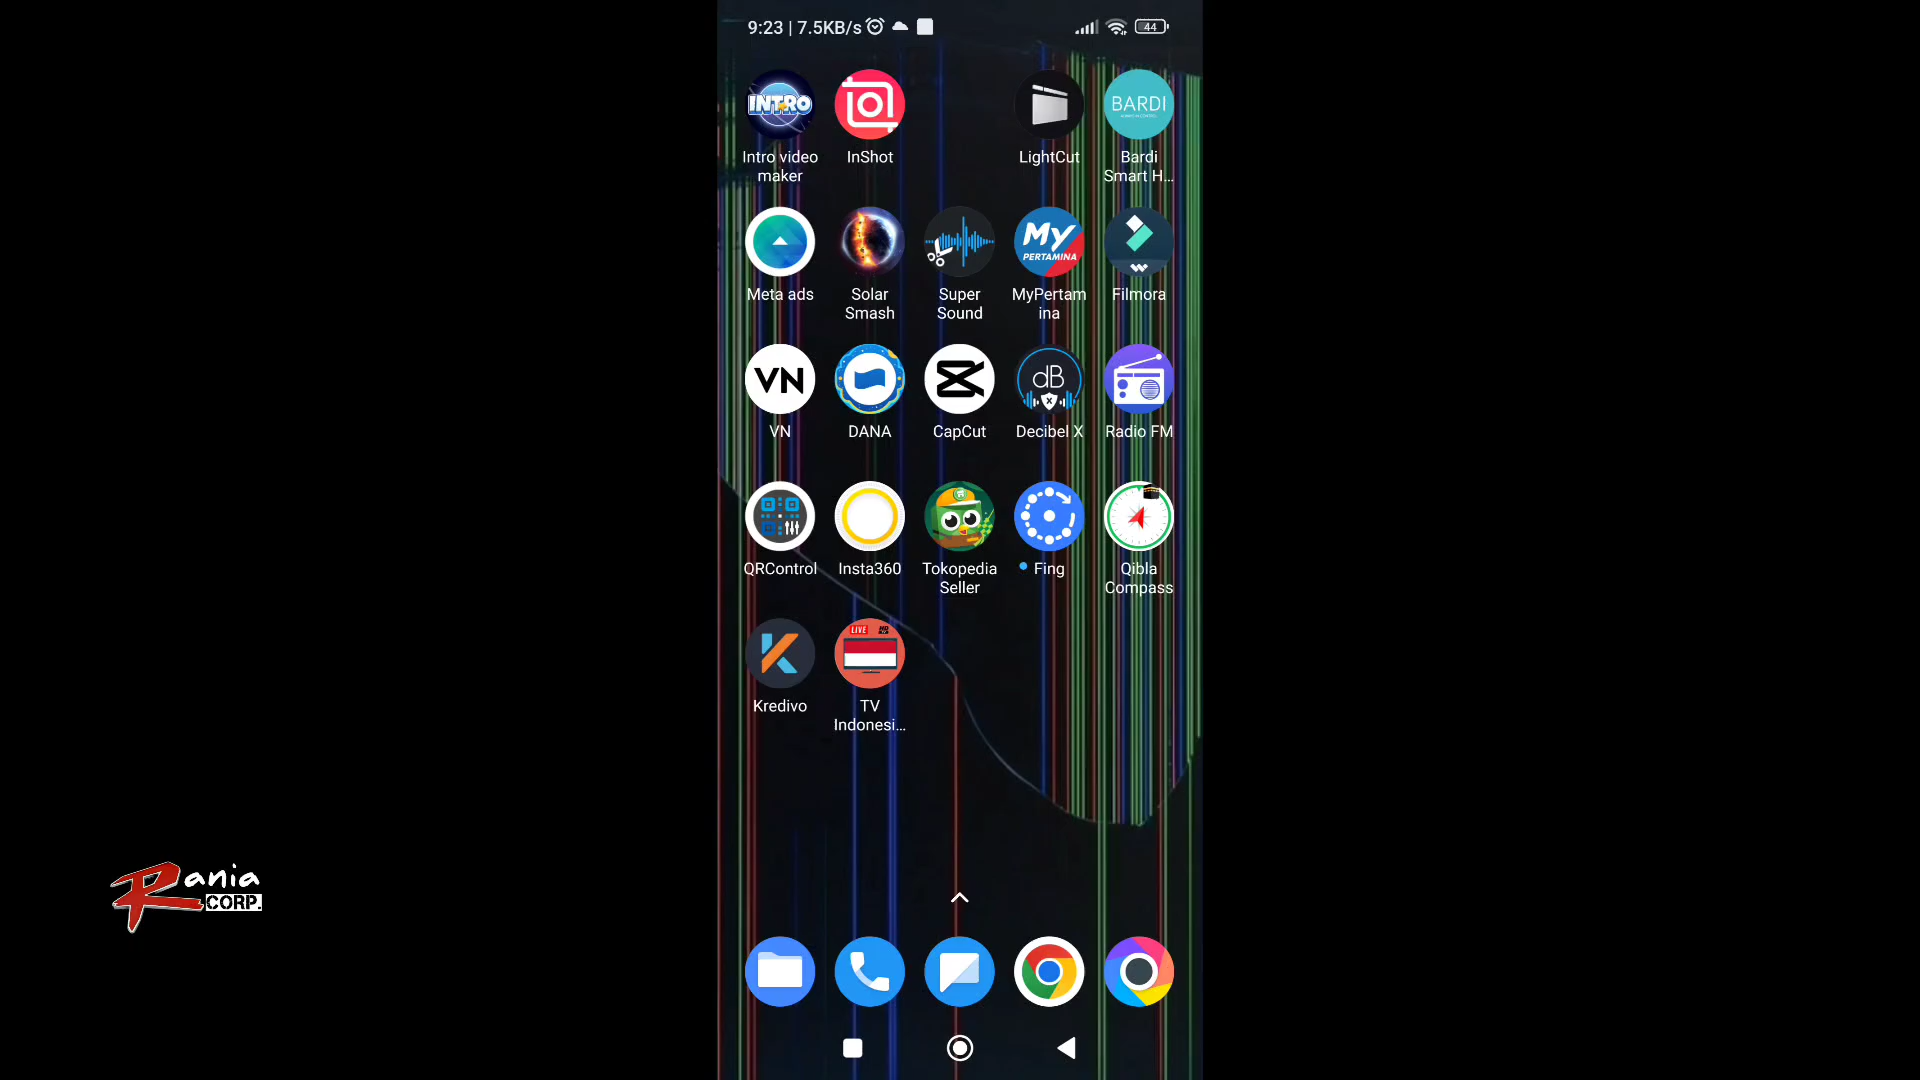 9:23 | 7.5KB/s
44
INTRO
BARDI
Intro video
maker
InShot
LightCut
Bardi
Smart H...
My
PERTAMINA
Meta ads
Solar
Smash
Super
Sound
MyPertam
ina
Filmora
VN
dB
X
VN
DANA
CapCut
Decibel X
Radio FM
QRControl
Insta360
Tokopedia
Seller
Fing
Qibla
Compass
LIVE
Kredivo
TV
Indonesi...
Rania
CORP.